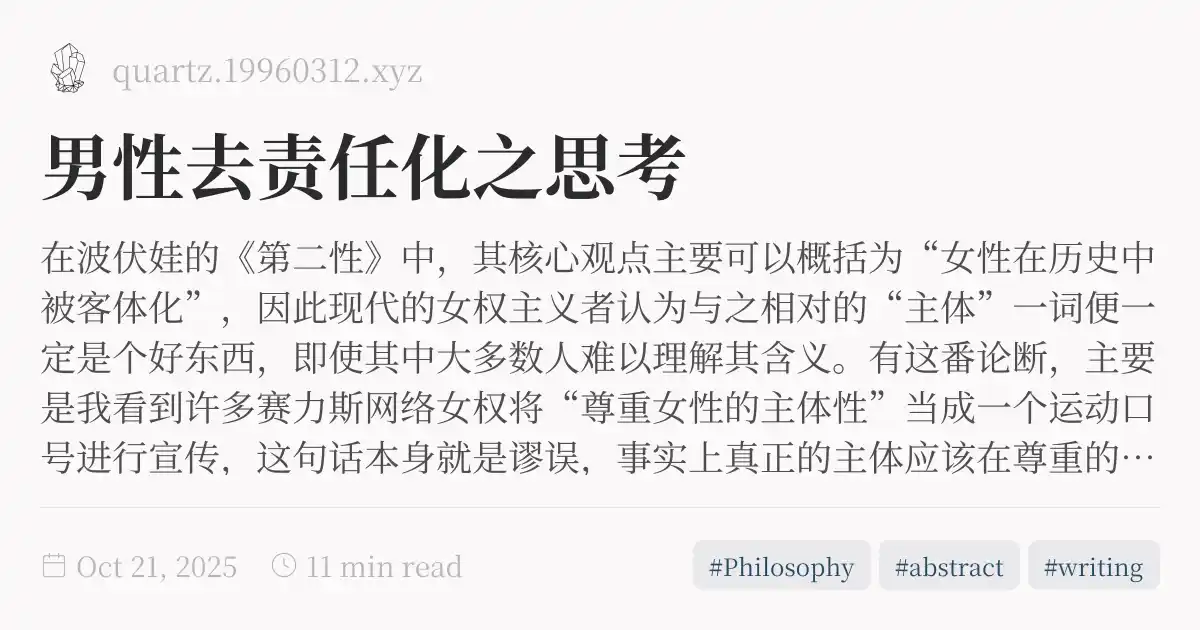 quartz.19960312.xyz
男性去责任化之思考
在波伏娃的《第二性》中，其核心观点主要可以概括为“女性在历史中
被客体化”，因此现代的女权主义者认为与之相对的“主体”一词便一
定是个好东西，即使其中大多数人难以理解其含义。有这番论断，主要
是我看到许多赛力斯网络女权将“尊重女性的主体性”当成一个运动口
号进行宣传，这句话本身就是谬误，事实上真正的主体应该在尊重的…
Oct 21, 2025
11 min read
#Philosophy
#abstract
#writing